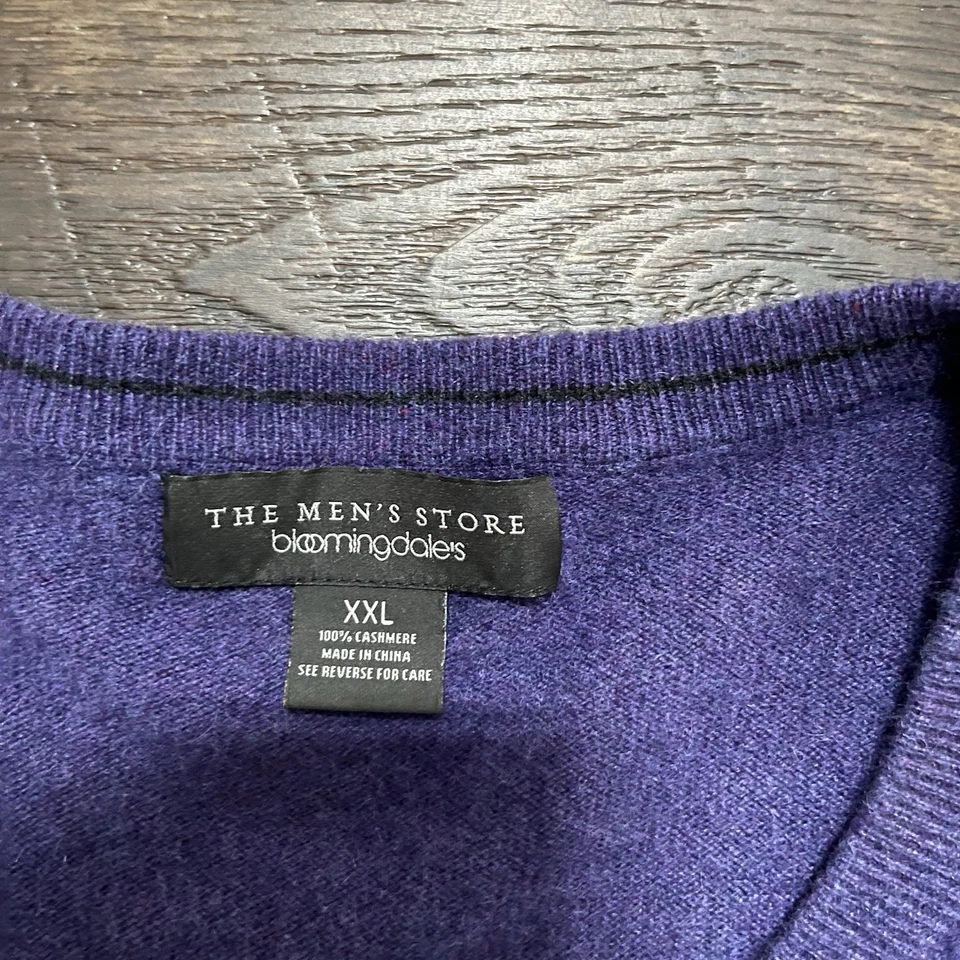 THE MEN'S STORE
bloomingdale's
XXL
100% CASHMERE
MADE IN CHINA
SEE REVERSE FOR CARE